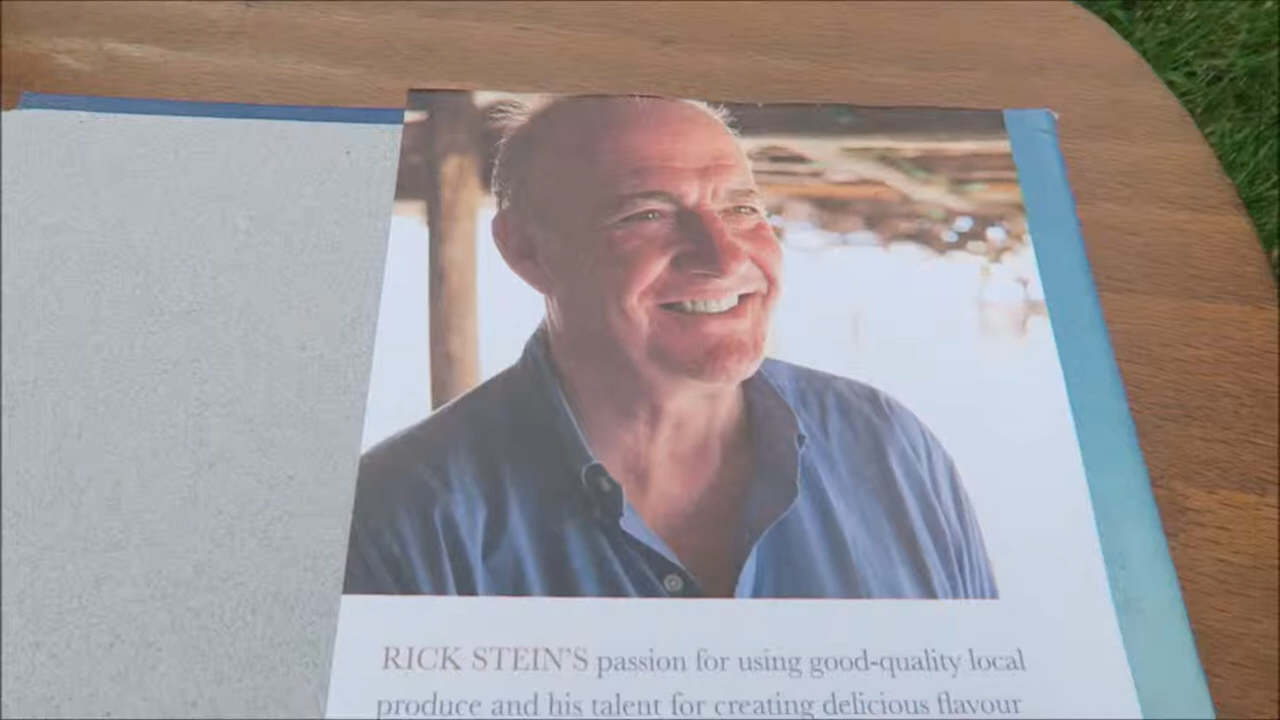 RICK STEIN'S passion for using good-quality local
produce and his talent for creating delicious flavour